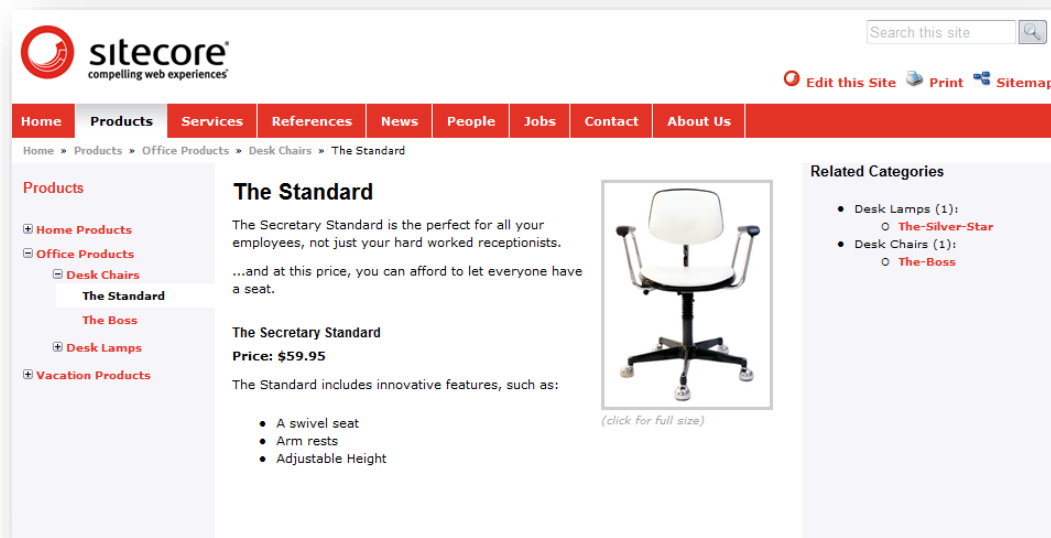 sitecore®
compelling web experiences®
Search this site
Edit this Site Print Sitemap
Home Products Services References News People Jobs Contact About Us
Home » Products » Office Products » Desk Chairs » The Standard
Products
Home Products
Office Products
Desk Chairs
The Standard
The Boss
Desk Lamps
Vacation Products
The Standard
The Secretary Standard is the perfect for all your
employees, not just your hard worked receptionists.
...and at this price, you can afford to let everyone have
a seat.
The Secretary Standard
Price: $59.95
The Standard includes innovative features, such as:
A swivel seat
Arm rests
Adjustable Height
(click for full size)
Related Categories
Desk Lamps (1):
The-Silver-Star
Desk Chairs (1):
The-Boss